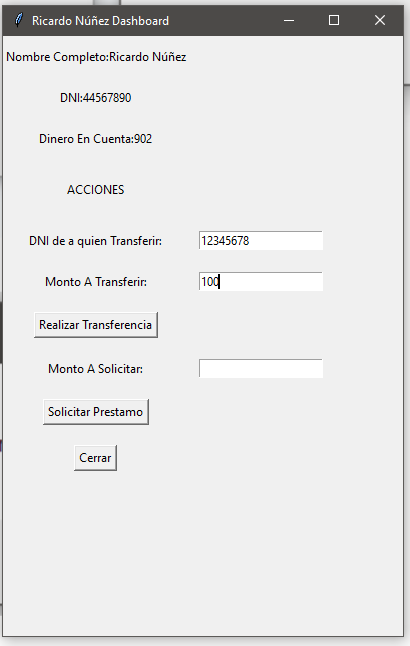 Ricardo Núñez Dashboard
Nombre Completo:Ricardo Núñez
DNI:44567890
Dinero En Cuenta:902
ACCIONES
DNI de a quien Transferir: 12345678
Monto A Transferir: 100
Realizar Transferencia
Monto A Solicitar:
Solicitar Prestamo
Cerrar